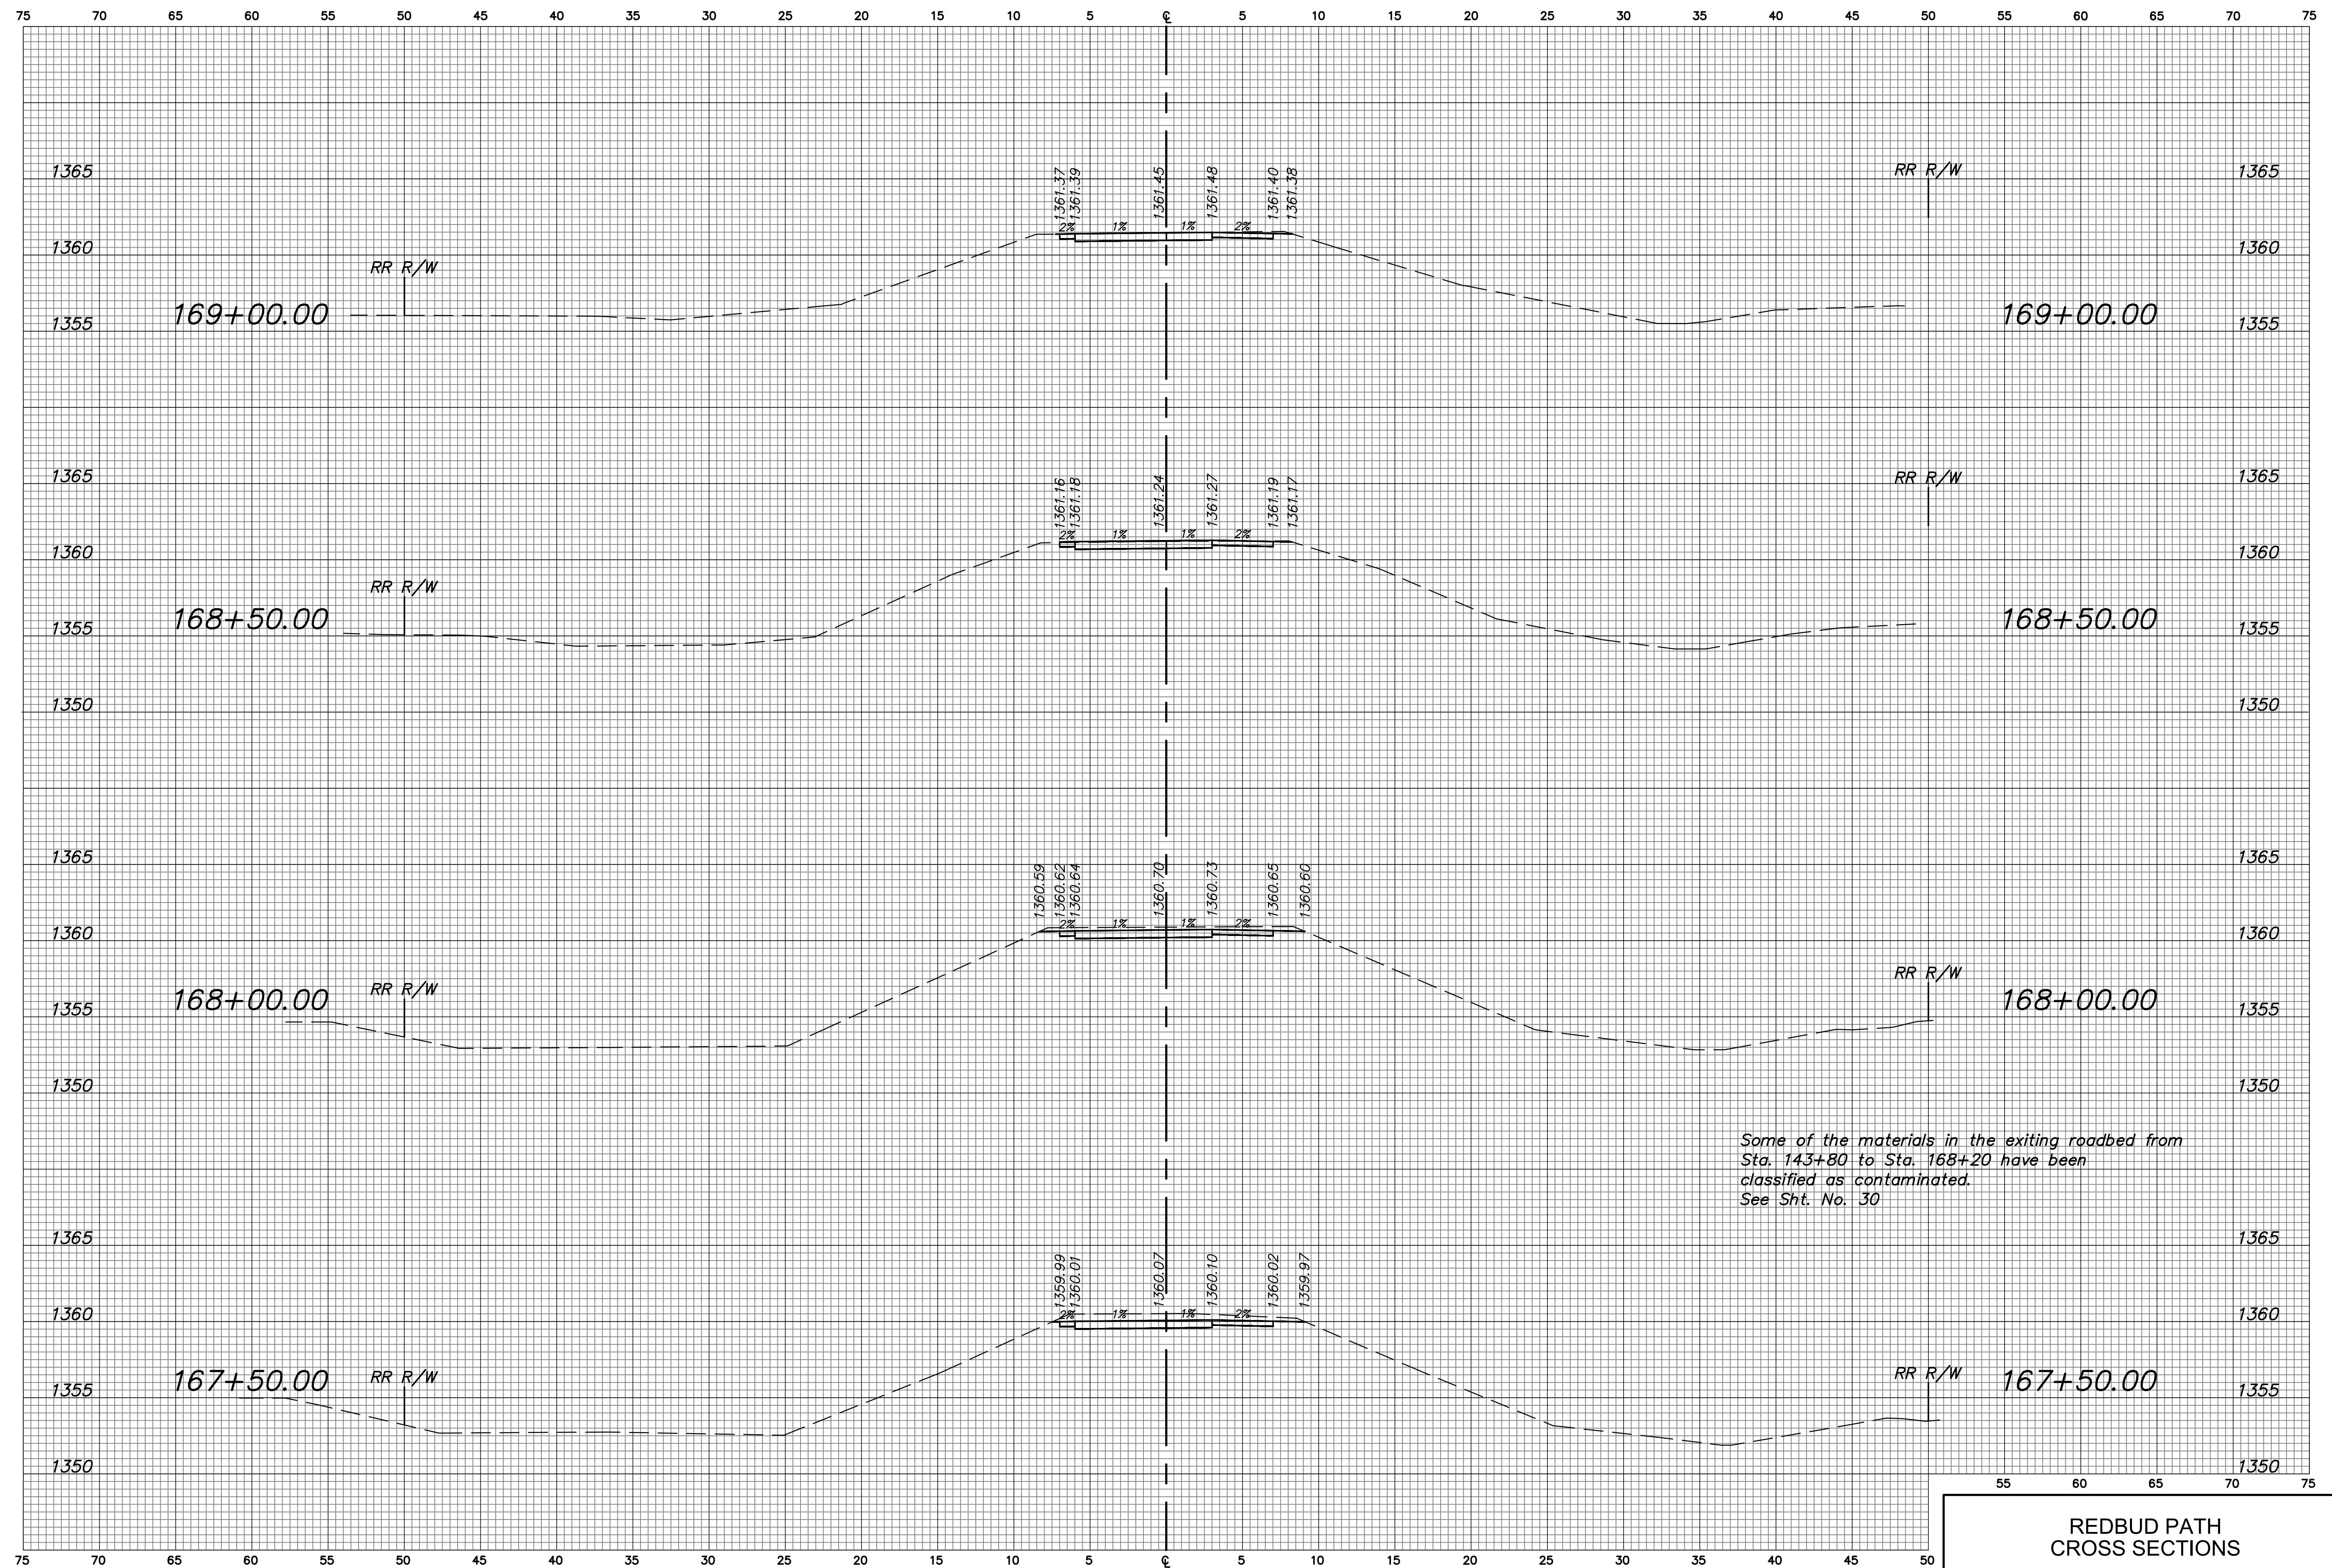 75 70 65 60 55 50 45 40 35 30 25 20 15 10 5 ℄ 5 10 15 20 25 30 35 40 45 50 55 60 65 70 75
1365 1361.37 1361.39 1361.45 1361.48 1361.40 1361.38 RR R/W 1365
2% 1% 1% 2%
1360 1360
RR R/W
169+00.00 169+00.00
1355 1355
1365 1361.16 1361.18 1361.24 1361.27 1361.19 1361.17 RR R/W 1365
2% 1% 1% 2%
1360 1360
RR R/W
168+50.00 168+50.00
1355 1355
1350 1350
1365 1360.59 1360.62 1360.64 1360.70 1360.73 1360.65 1360.60 1365
2% 1% 1% 2%
1360 1360
RR R/W RR R/W
168+00.00 168+00.00
1355 1355
1350 1350
Some of the materials in the exiting roadbed from
Sta. 143+80 to Sta. 168+20 have been
classified as contaminated.
See Sht. No. 30
1365 1365
1359.99 1360.01 1360.07 1360.10 1360.02 1359.97
2% 1% 1% 2%
1360 1360
RR R/W RR R/W
167+50.00 167+50.00
1355 1355
1350 1350
55 60 65 70 75
REDBUD PATH
CROSS SECTIONS
75 70 65 60 55 50 45 40 35 30 25 20 15 10 5 ℄ 5 10 15 20 25 30 35 40 45 50